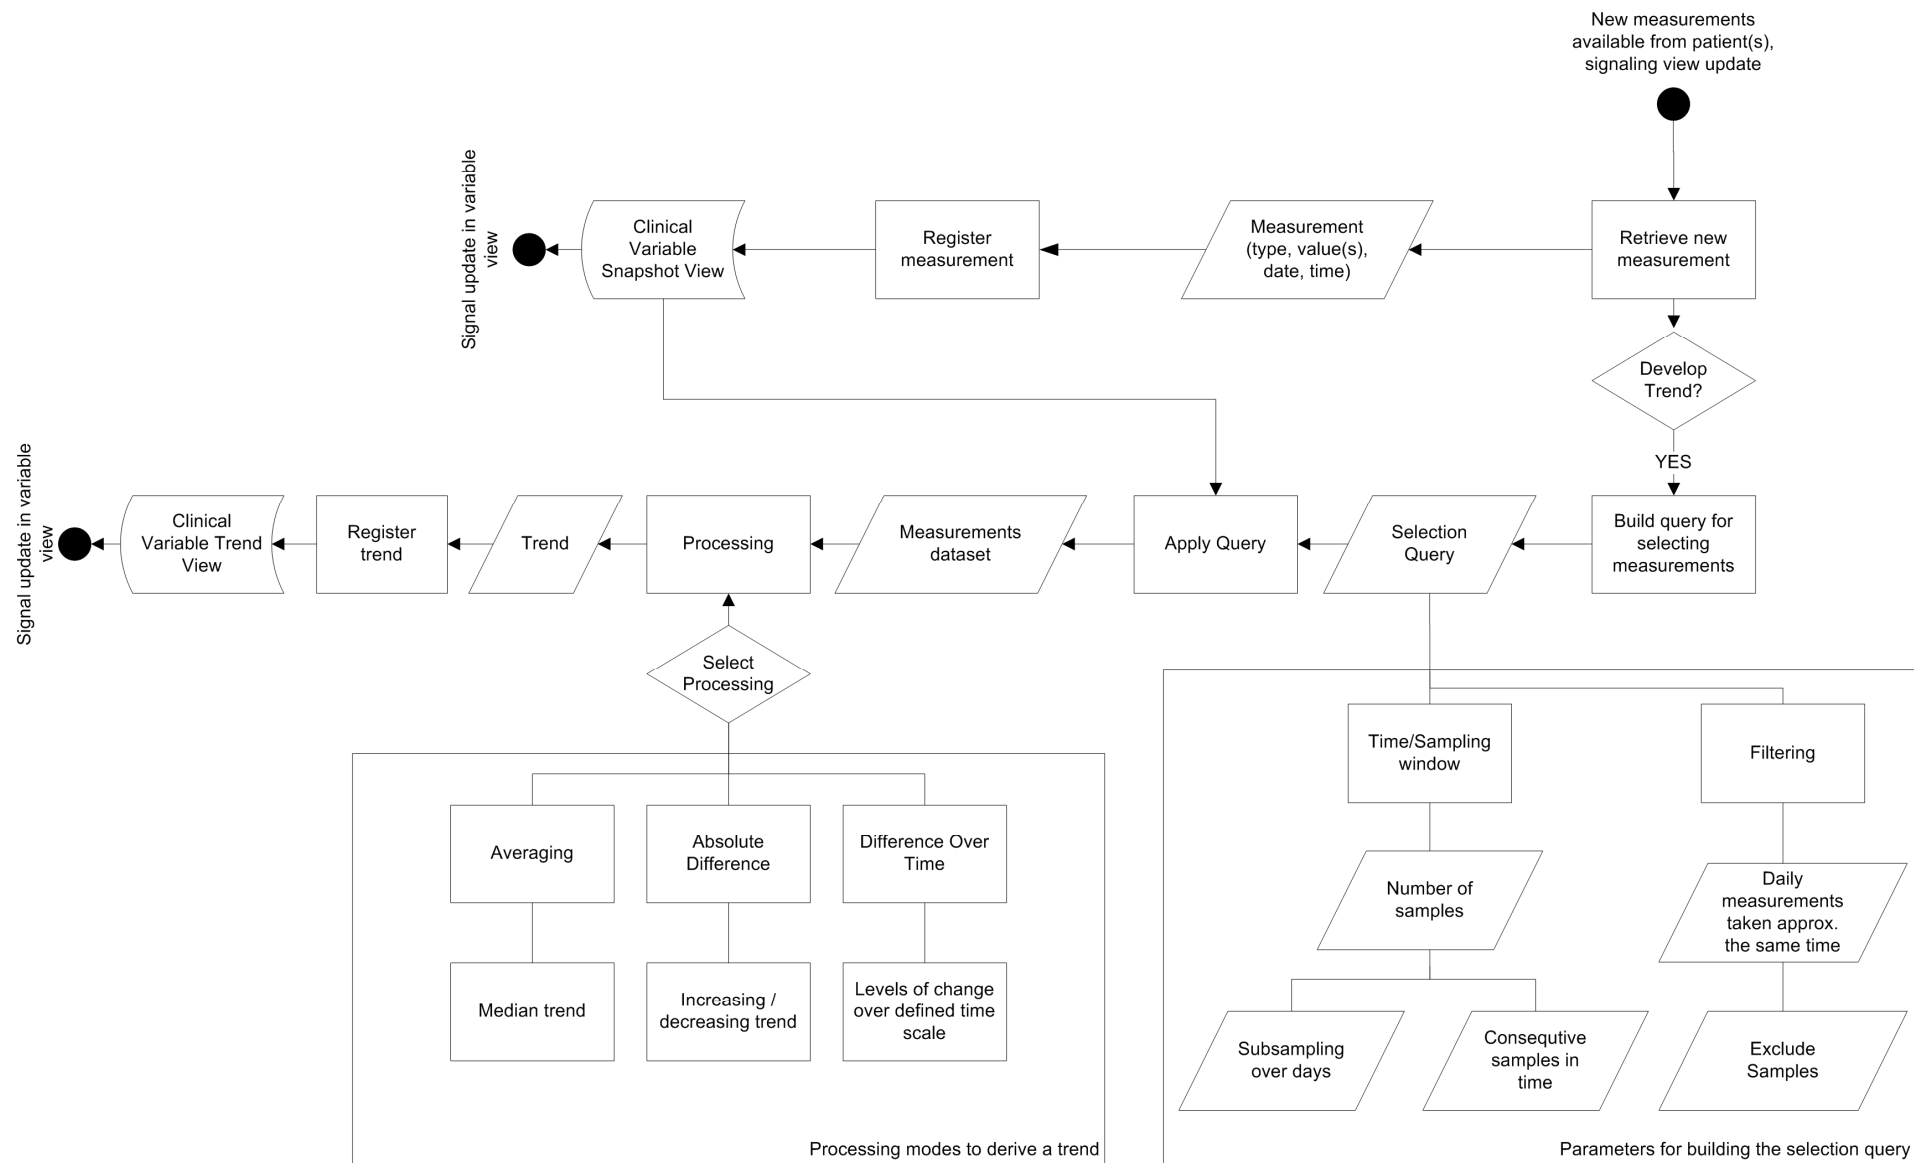 New measurements
available from patient(s),
signaling view update
Signal update in variable
view
Clinical
Variable
Snapshot View
Register
measurement
Measurement
(type, value(s),
date, time)
Retrieve new
measurement
Develop
Trend?
YES
Signal update in variable
view
Clinical
Variable Trend
View
Register
trend
Trend
Processing
Measurements
dataset
Apply Query
Selection
Query
Build query for
selecting
measurements
Select
Processing
Averaging
Absolute
Difference
Difference Over
Time
Median trend
Increasing /
decreasing trend
Levels of change
over defined time
scale
Processing modes to derive a trend
Time/Sampling
window
Filtering
Number of
samples
Daily
measurements
taken approx.
the same time
Subsampling
over days
Consequtive
samples in
time
Exclude
Samples
Parameters for building the selection query